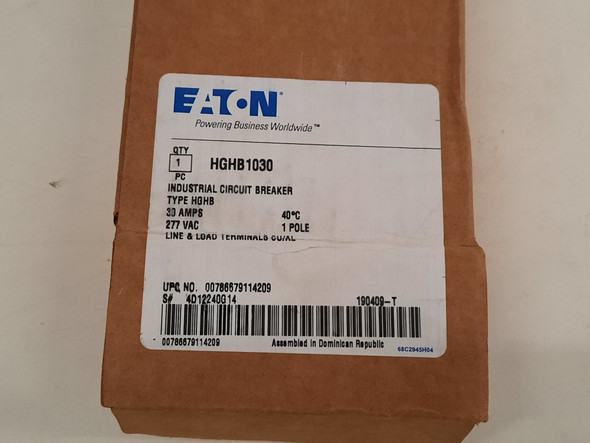 EATON
Powering Business Worldwide™
QTY
1 HGHB1030
PC
INDUSTRIAL CIRCUIT BREAKER
TYPE HGHB
30 AMPS 40°C
277 VAC 1 POLE
LINE & LOAD TERMINALS CU/AL
UPC NO. 00786679114209
S# 4D12240G14 190409-T
00786679114209 Assembled in Dominican Republic 68C2945H04